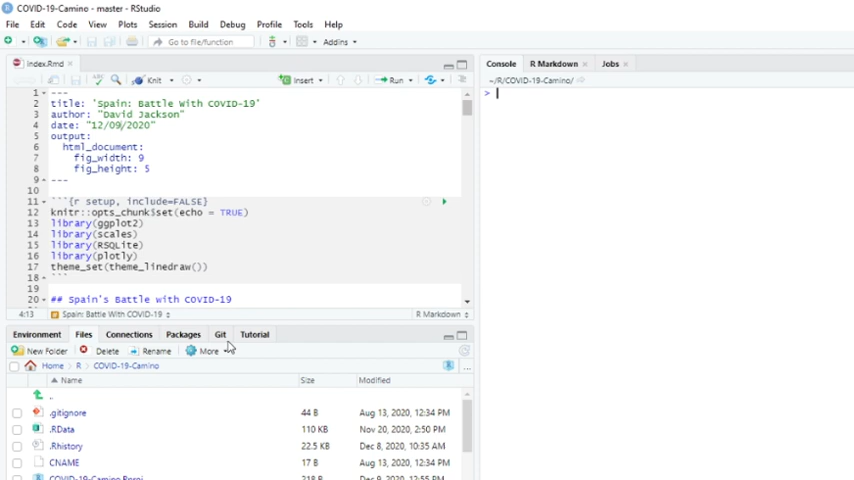 COVID-19-Camino - master - RStudio
File Edit Code View Plots Session Build Debug Profile Tools Help
Go to file/function Addins
index.Rmd
Knit Insert Run
1 ---
2 title: 'Spain: Battle With COVID-19'
3 author: "David Jackson"
4 date: "12/09/2020"
5 output:
6 html_document:
7 fig_width: 9
8 fig_height: 5
9 ---
10
11 ```{r setup, include=FALSE}
12 knitr::opts_chunk$set(echo = TRUE)
13 library(ggplot2)
14 library(scales)
15 library(RSQLite)
16 library(plotly)
17 theme_set(theme_linedraw())
18 ```
19
20 ## Spain's Battle with COVID-19
4:13 Spain: Battle With COVID-19 R Markdown
Console R Markdown Jobs
~/R/COVID-19-Camino/
>
Environment Files Connections Packages Git Tutorial
New Folder Delete Rename More
Home R COVID-19-Camino
Name Size Modified
..
.gitignore 44 B Aug 13, 2020, 12:34 PM
.RData 110 KB Nov 20, 2020, 2:50 PM
.Rhistory 22.5 KB Dec 8, 2020, 10:35 AM
CNAME 17 B Aug 13, 2020, 12:34 PM
COVID-19-Camino.Rproj 218 B Dec 9, 2020, 12:55 PM